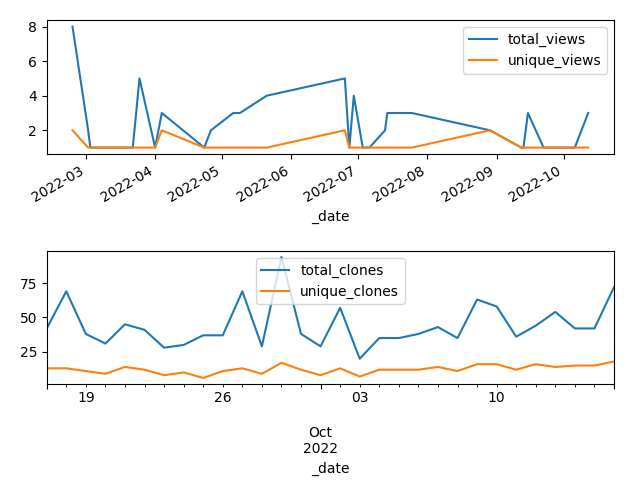 8
6
4
2
total_views
unique_views
2022-03
2022-04
2022-05
2022-06
2022-07
2022-08
2022-09
2022-10
_date
75
50
25
total_clones
unique_clones
19
26
03
10
Oct
2022
_date